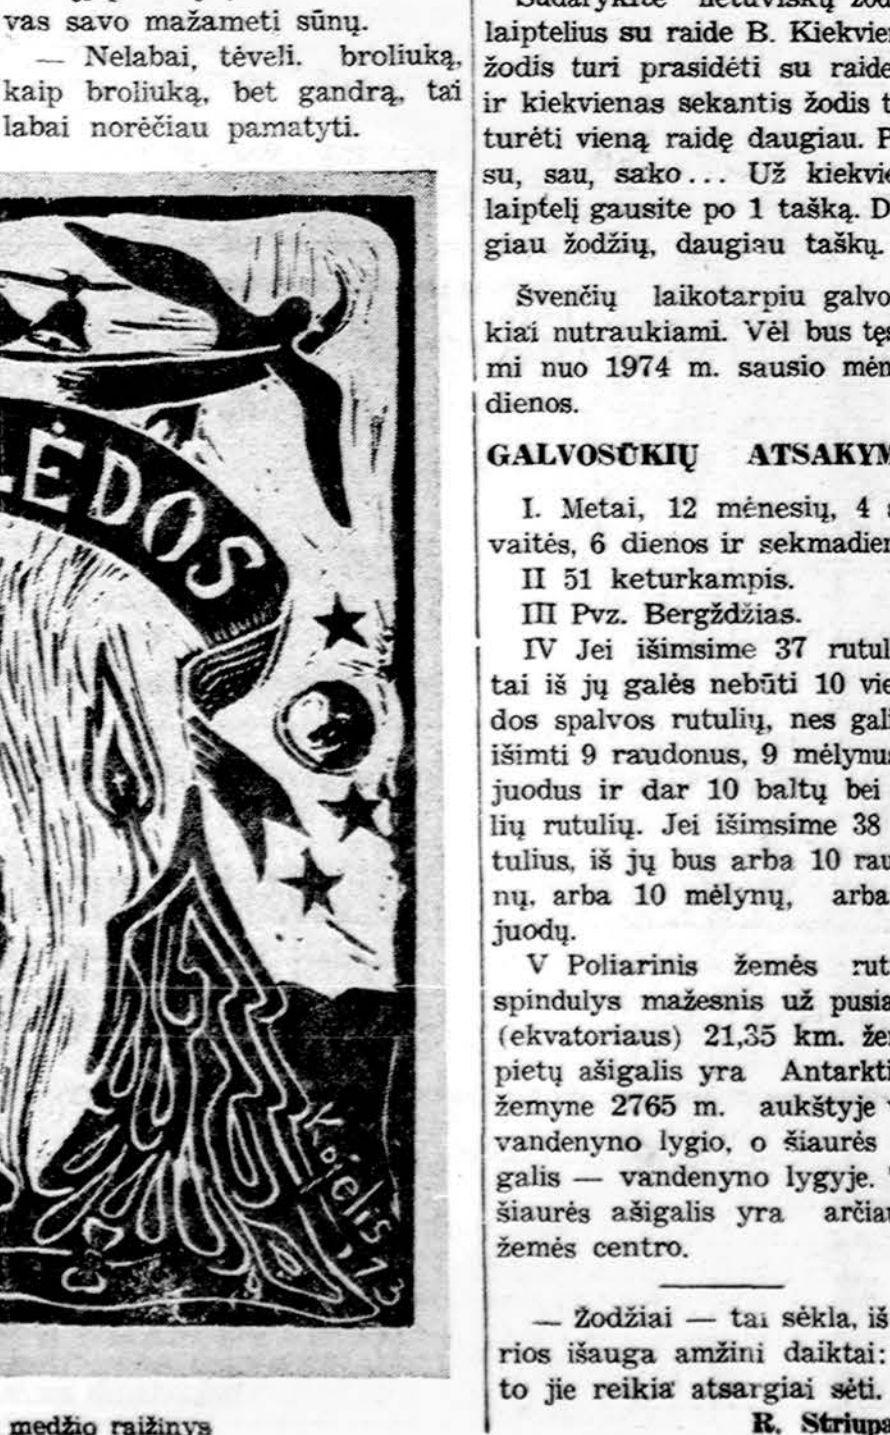 vas savo mažameti sūnų.
— Nelabai, tėveli. broliuką,
kaip broliuką, bet gandrą, tai
labai norėčiau pamatyti.
LĖDOS
Kojelis, 73
medžio raižinys
laiptelius su raide B. Kiekvien
žodis turi prasidėti su raide
ir kiekvienas sekantis žodis t
turėti vieną raidę daugiau. P
su, sau, sako... Už kiekvie
laiptelį gausite po 1 tašką. D
giau žodžių, daugiau taškų.
Švenčių laikotarpiu galvo
kiai nutraukiami. Vėl bus tęs
mi nuo 1974 m. sausio mėn
dienos.
GALVOSŪKIŲ ATSAKYM
I. Metai, 12 mėnesių, 4 s
vaitės, 6 dienos ir sekmadien
II 51 keturkampis.
III Pvz. Bergždžias.
IV Jei išimsime 37 rutul
tai iš jų galės nebūti 10 vie
dos spalvos rutulių, nes gali
išimti 9 raudonus, 9 mėlynus
juodus ir dar 10 baltų bei
lių rutulių. Jei išimsime 38
tulius, iš jų bus arba 10 rau
nų, arba 10 mėlynų, arba
juodų.
V Poliarinis žemės rut
spindulys mažesnis už pusia
(ekvatoriaus) 21,35 km. že
pietų ašigalis yra Antarkti
žemyne 2765 m. aukštyje v
vandenyno lygio, o šiaurės
galis — vandenyno lygyje.
šiaurės ašigalis yra arčiau
žemės centro.
— Žodžiai — tai sėkla, iš
rios išauga amžini daiktai:
to jie reikia atsargiai sėti.
R. Striupa